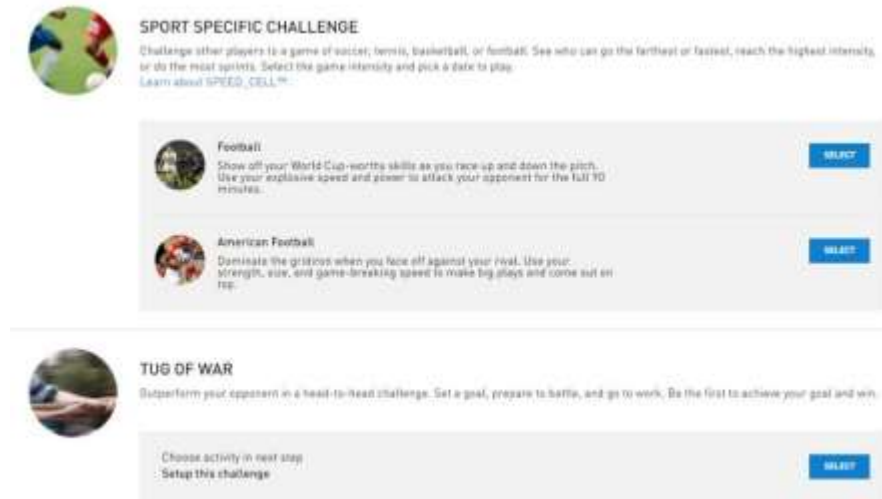 SPORT SPECIFIC CHALLENGE
Challenge other players to a game of soccer, tennis, basketball, or football. See who can go the farthest or fastest, reach the highest intensity,
or do the most sprints. Select the game intensity and pick a date to play.
Learn about SPEED_CELL™.
Football
Show off your World Cup-worthy skills as you race up and down the pitch.
Use your explosive speed and power to attack your opponent for the full 90
minutes.
SELECT
American Football
Dominate the gridiron when you face off against your rival. Use your
strength, size, and game-breaking speed to make big plays and come out on
top.
SELECT
TUG OF WAR
Outperform your opponent in a head-to-head challenge. Set a goal, prepare to battle, and go to work. Be the first to achieve your goal and win.
Choose activity in next step
Setup this challenge
SELECT